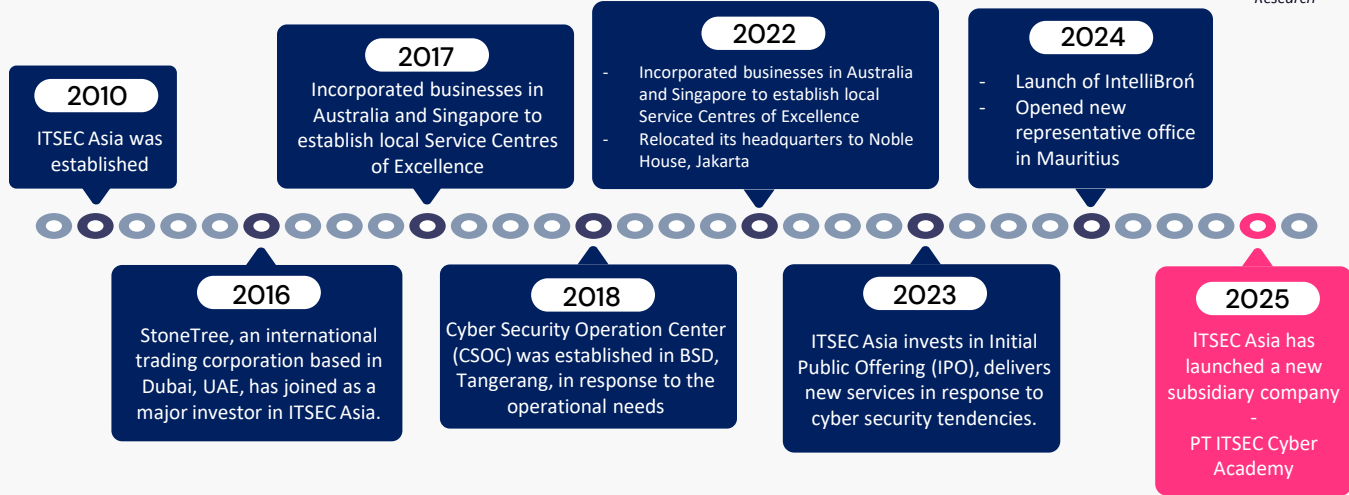 Research
2010
ITSEC Asia was
established
2017
Incorporated businesses in
Australia and Singapore to
establish local Service Centres
of Excellence
2022
- Incorporated businesses in Australia
and Singapore to establish local
Service Centres of Excellence
- Relocated its headquarters to Noble
House, Jakarta
2024
- Launch of IntelliBroń
- Opened new
representative office
in Mauritius
2016
StoneTree, an international
trading corporation based in
Dubai, UAE, has joined as a
major investor in ITSEC Asia.
2018
Cyber Security Operation Center
(CSOC) was established in BSD,
Tangerang, in response to the
operational needs
2023
ITSEC Asia invests in Initial
Public Offering (IPO), delivers
new services in response to
cyber security tendencies.
2025
ITSEC Asia has
launched a new
subsidiary company
-
PT ITSEC Cyber
Academy